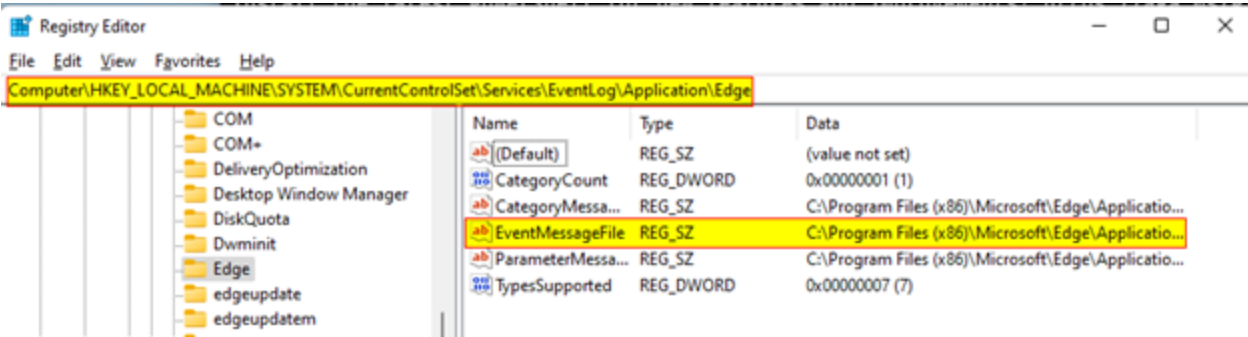 Registry Editor
File Edit View Favorites Help
Computer\HKEY_LOCAL_MACHINE\SYSTEM\CurrentControlSet\Services\EventLog\Application\Edge
COM
COM+
DeliveryOptimization
Desktop Window Manager
DiskQuota
Dwminit
Edge
edgeupdate
edgeupdatem
Name Type Data
(Default) REG_SZ (value not set)
CategoryCount REG_DWORD 0x00000001 (1)
CategoryMessa... REG_SZ C:\Program Files (x86)\Microsoft\Edge\Applicatio...
EventMessageFile REG_SZ C:\Program Files (x86)\Microsoft\Edge\Applicatio...
ParameterMessa... REG_SZ C:\Program Files (x86)\Microsoft\Edge\Applicatio...
TypesSupported REG_DWORD 0x00000007 (7)